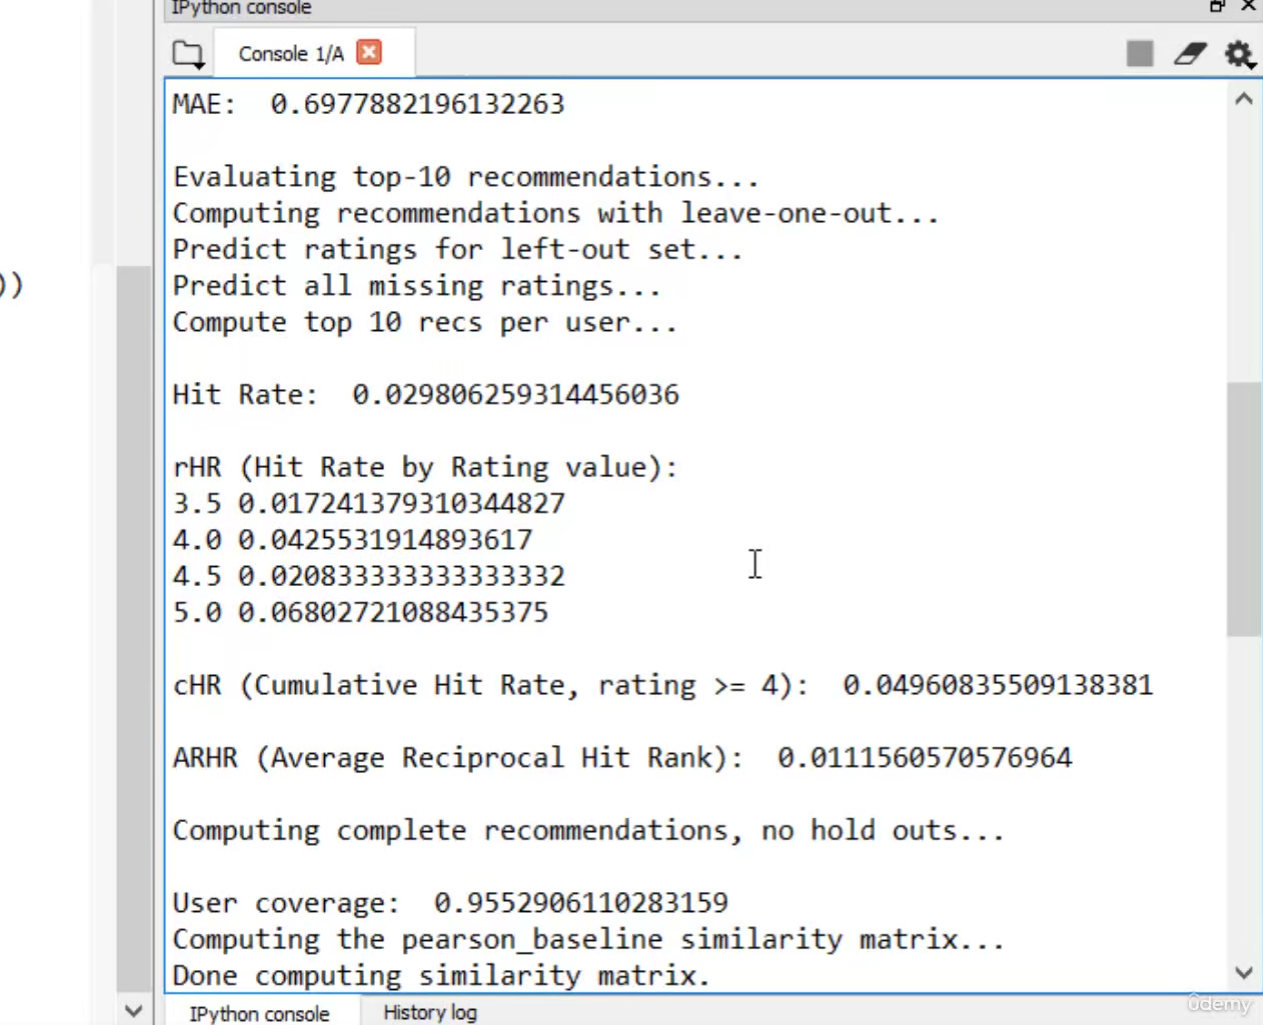 IPython console
Console 1/A
MAE:  0.6977882196132263
Evaluating top-10 recommendations...
Computing recommendations with leave-one-out...
Predict ratings for left-out set...
))
Predict all missing ratings...
Compute top 10 recs per user...
Hit Rate:  0.029806259314456036
rHR (Hit Rate by Rating value):
3.5 0.017241379310344827
4.0 0.0425531914893617
4.5 0.020833333333333332
5.0 0.06802721088435375
cHR (Cumulative Hit Rate, rating >= 4):  0.04960835509138381
ARHR (Average Reciprocal Hit Rank):  0.0111560570576964
Computing complete recommendations, no hold outs...
User coverage:  0.9552906110283159
Computing the pearson_baseline similarity matrix...
Done computing similarity matrix.
IPython console
History log
ûdemy